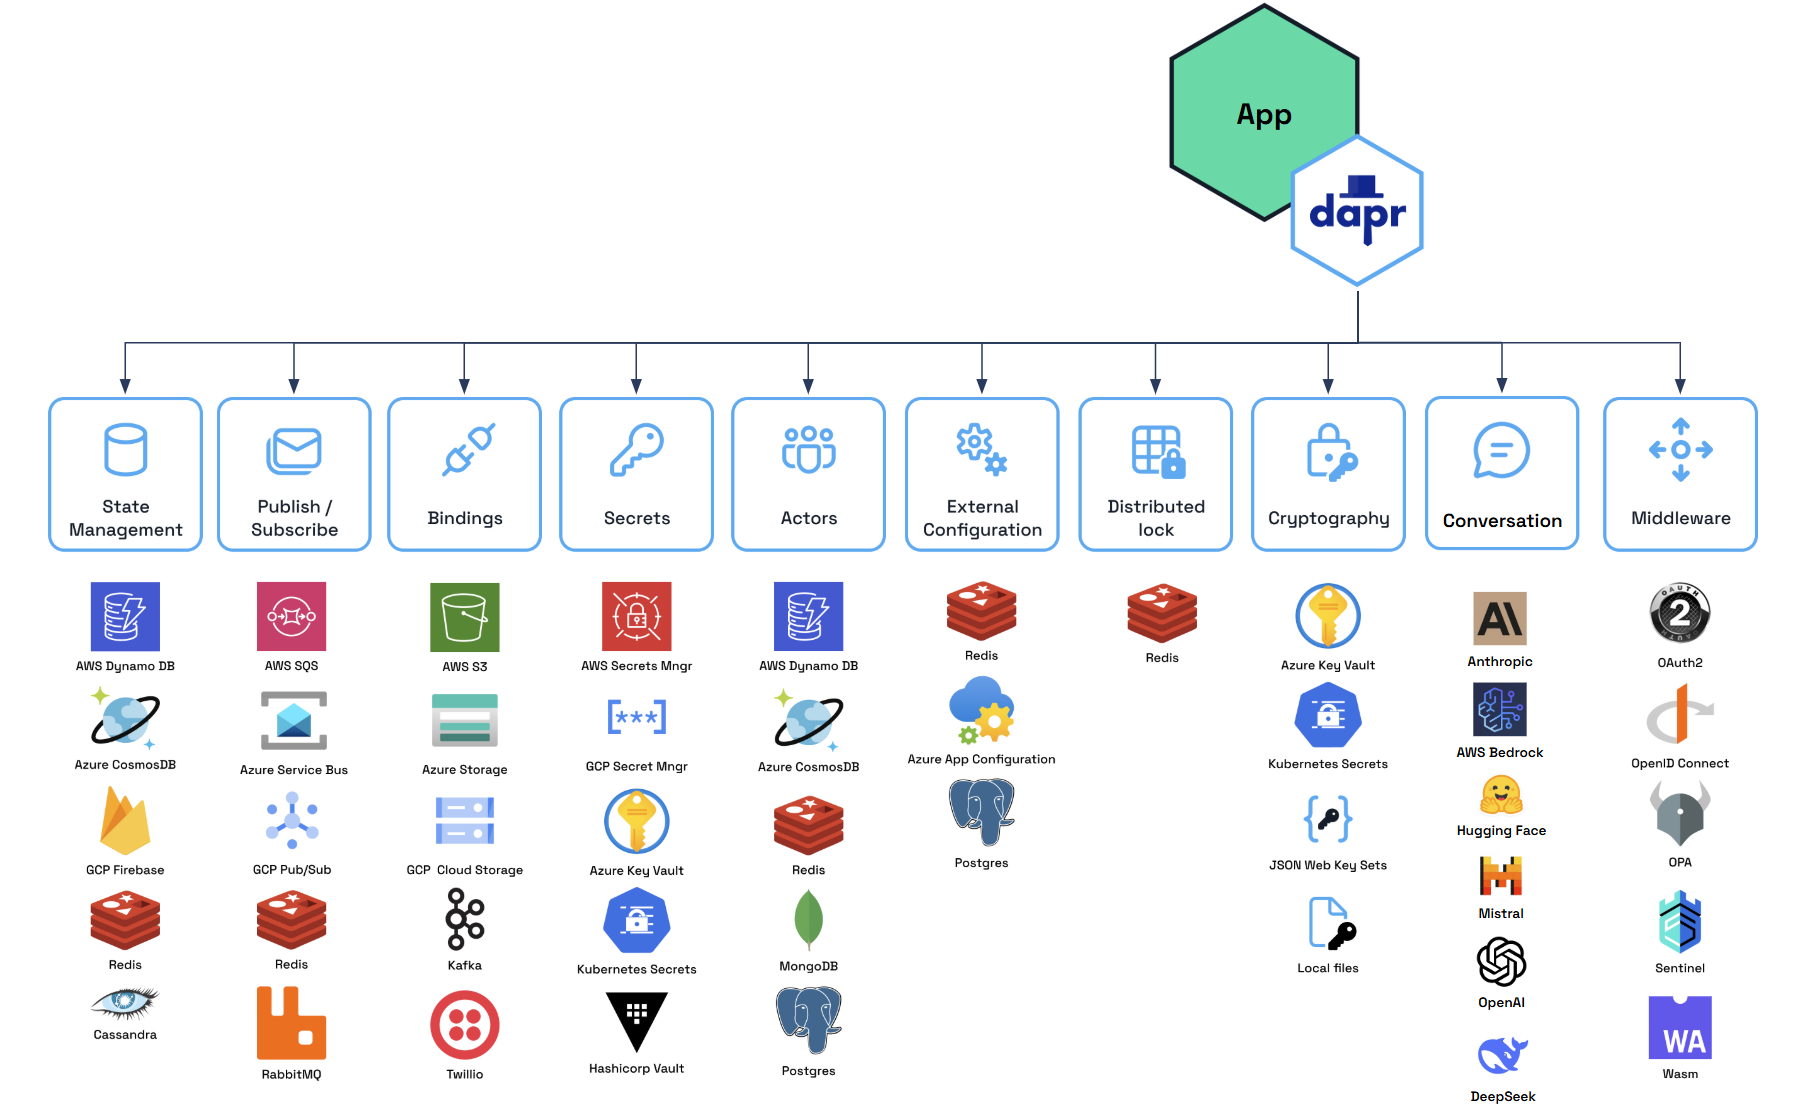 App
dapr
State
Management
Publish /
Subscribe
Bindings
Secrets
Actors
External
Configuration
Distributed
lock
Cryptography
Conversation
Middleware
AWS Dynamo DB
Azure CosmosDB
GCP Firebase
Redis
Cassandra
AWS SQS
Azure Service Bus
GCP Pub/Sub
Redis
RabbitMQ
AWS S3
Azure Storage
GCP Cloud Storage
Kafka
Twillio
AWS Secrets Mngr
[***]
GCP Secret Mngr
Azure Key Vault
Kubernetes Secrets
Hashicorp Vault
AWS Dynamo DB
Azure CosmosDB
Redis
MongoDB
Postgres
Redis
Azure App Configuration
Postgres
Redis
Azure Key Vault
Kubernetes Secrets
JSON Web Key Sets
Local files
AI
Anthropic
AWS Bedrock
Hugging Face
Mistral
OpenAI
DeepSeek
OAUTH
2
AUTH
OAuth2
OpenID Connect
OPA
Sentinel
WA
Wasm